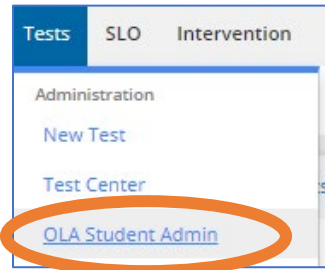 Tests SLO Intervention
Administration
New Test
Test Center
OLA Student Admin